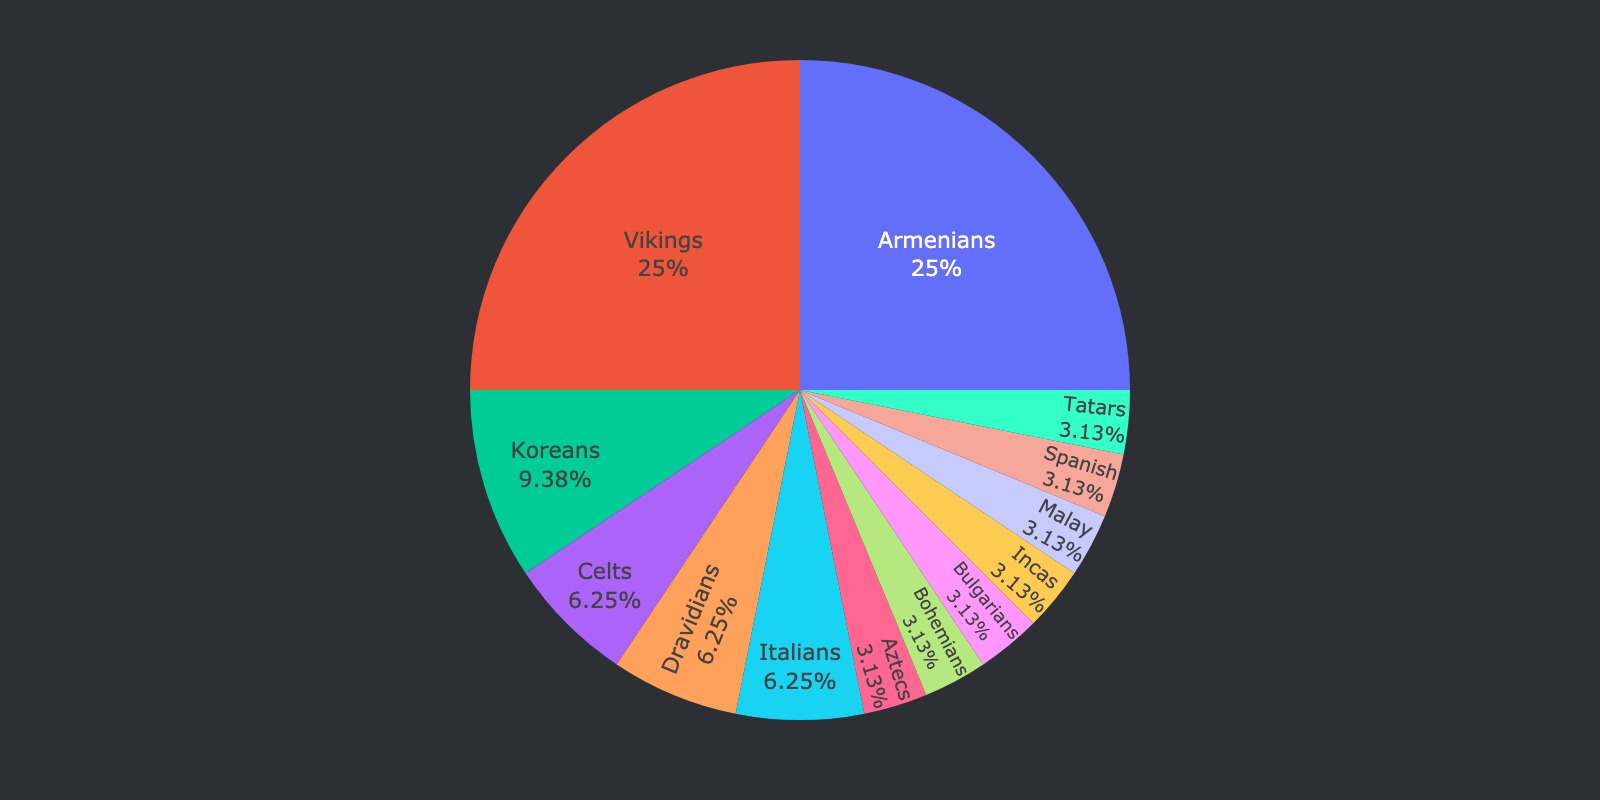 Vikings
25%
Armenians
25%
Koreans
9.38%
Celts
6.25%
Dravidians
6.25%
Italians
6.25%
Aztecs
3.13%
Bohemians
3.13%
Bulgarians
3.13%
Incas
3.13%
Malay
3.13%
Spanish
3.13%
Tatars
3.13%